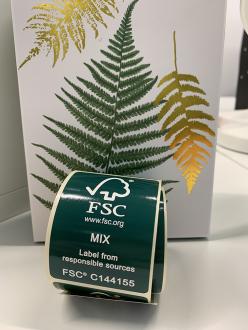 FSC
www.fsc.org
MIX
Label from
responsible sources
FSC® C144155